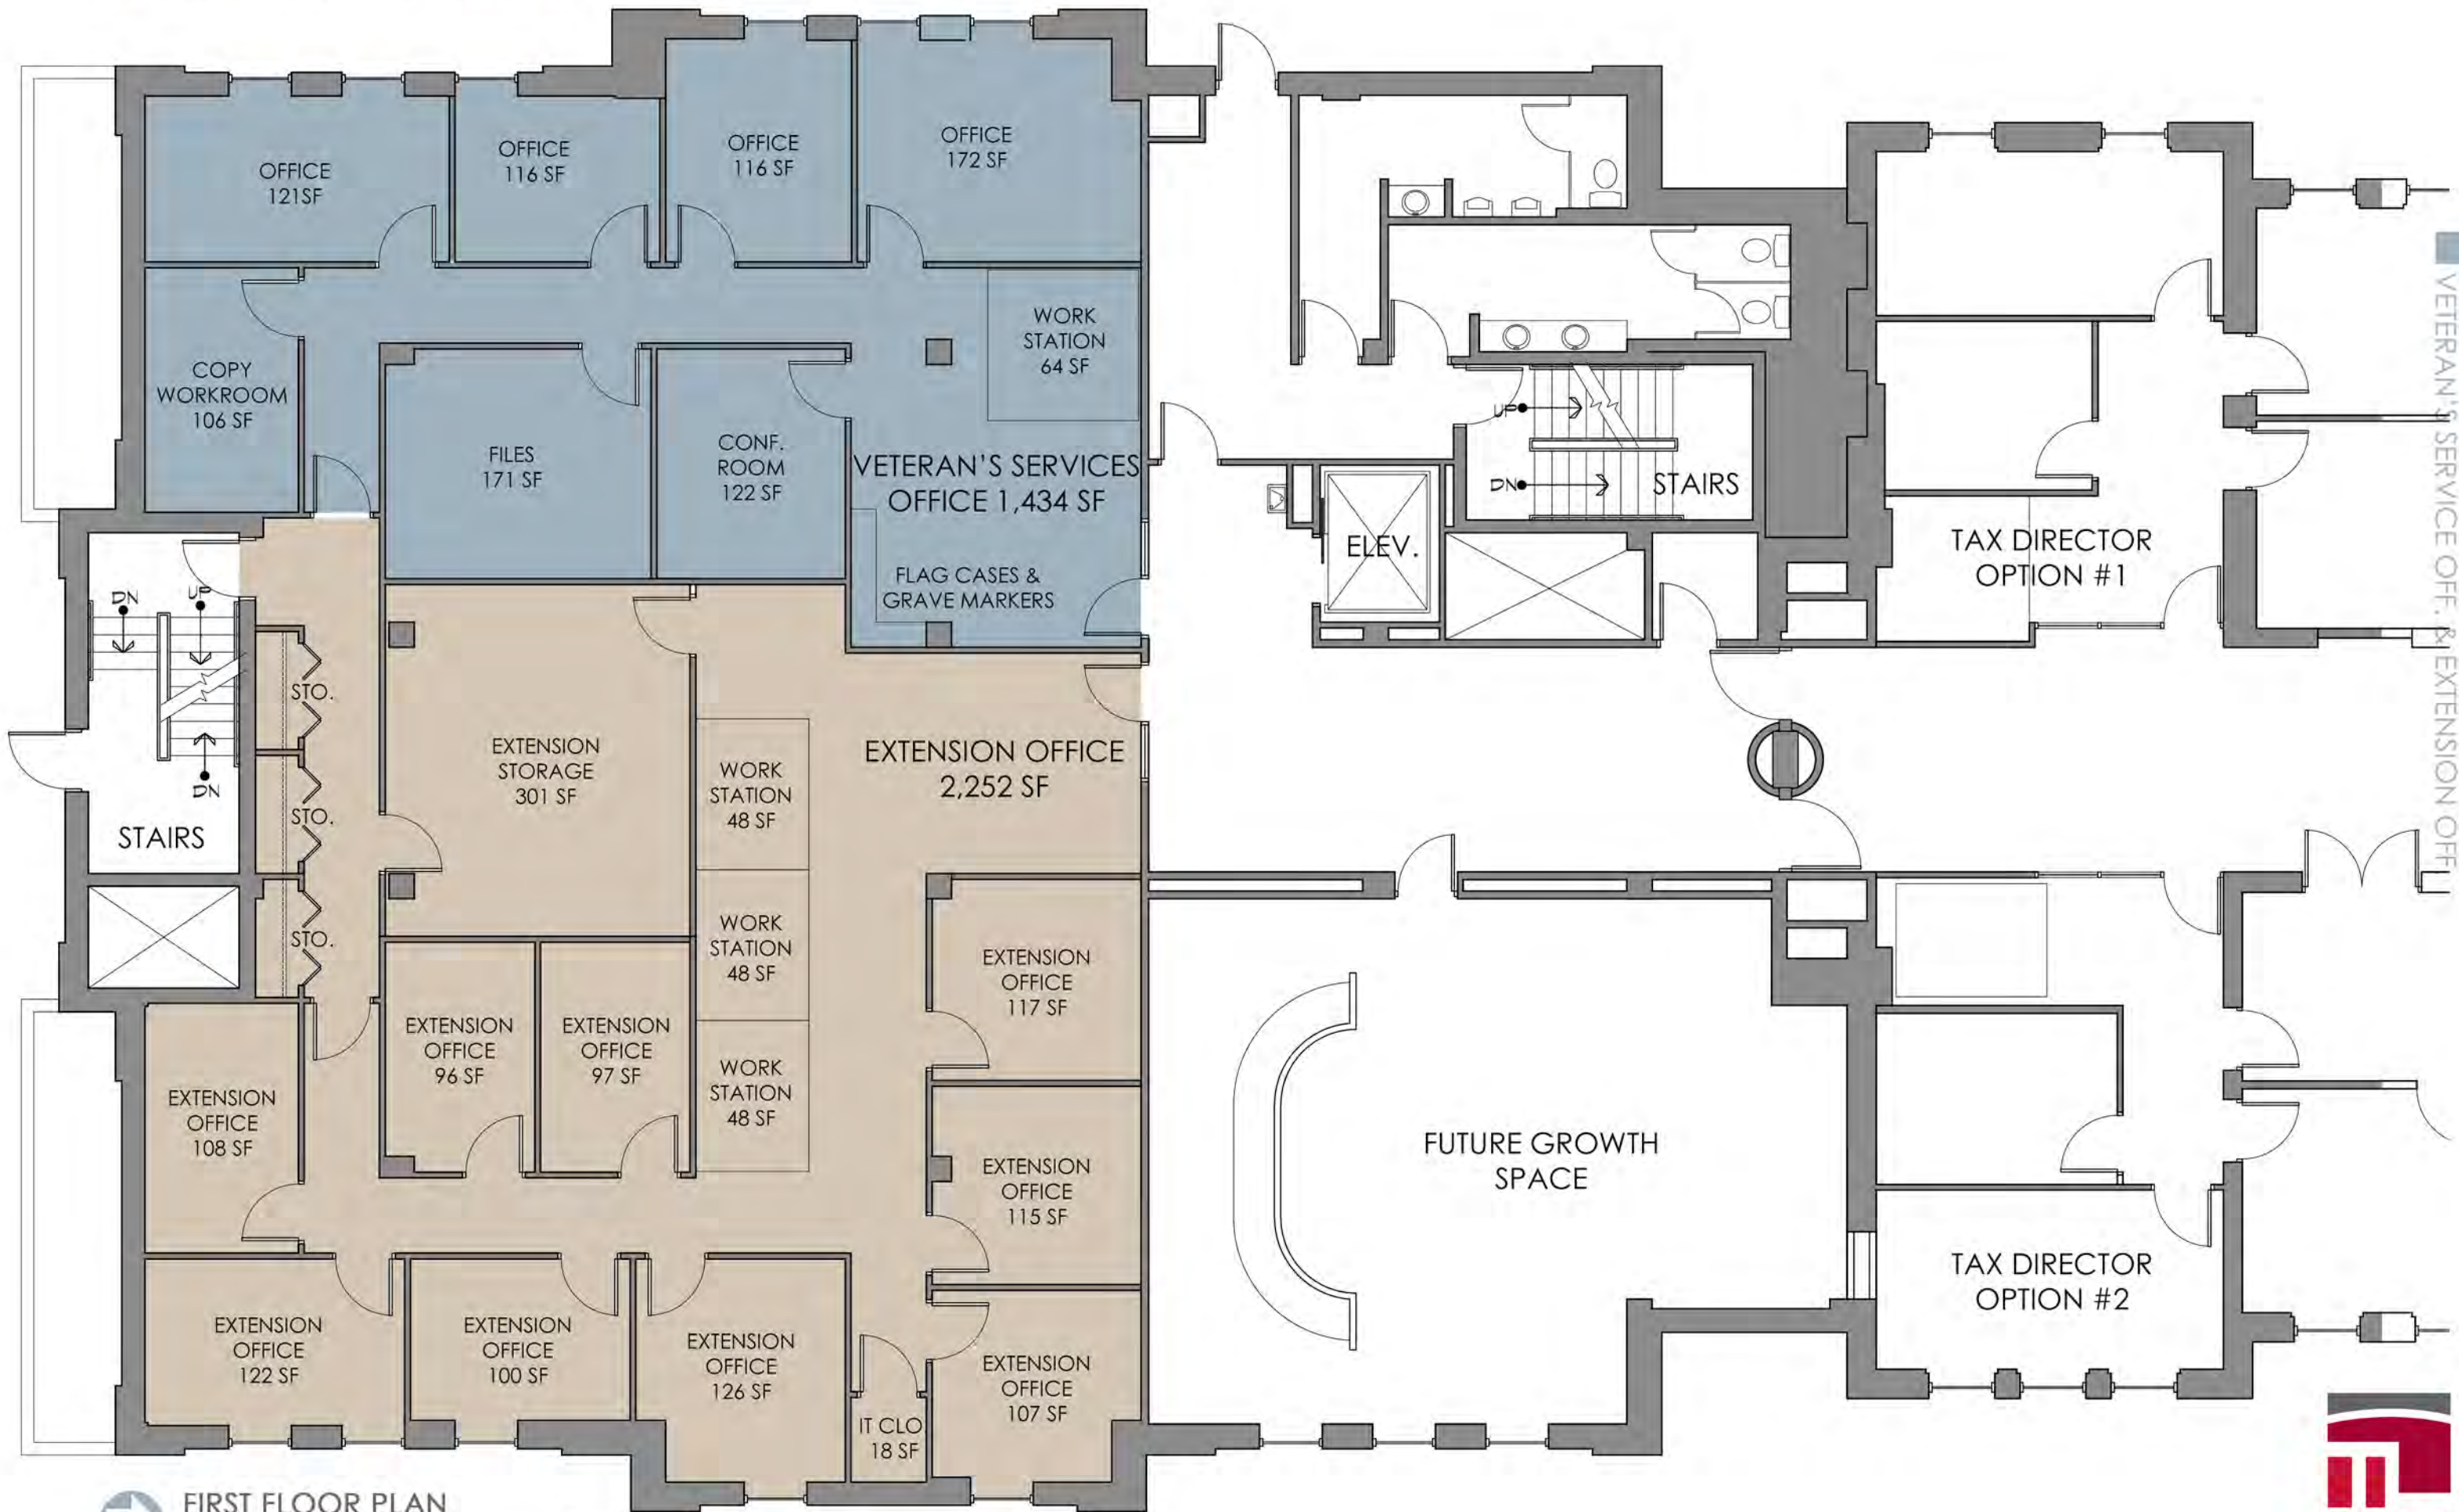 OFFICE
121SF
OFFICE
116 SF
OFFICE
116 SF
OFFICE
172 SF
COPY
WORKROOM
106 SF
FILES
171 SF
CONF.
ROOM
122 SF
WORK
STATION
64 SF
VETERAN'S SERVICES
OFFICE 1,434 SF
FLAG CASES &
GRAVE MARKERS
UP
DN
STAIRS
ELEV.
TAX DIRECTOR
OPTION #1
DN
UP
DN
STAIRS
STO.
STO.
STO.
EXTENSION
STORAGE
301 SF
WORK
STATION
48 SF
WORK
STATION
48 SF
WORK
STATION
48 SF
EXTENSION OFFICE
2,252 SF
EXTENSION
OFFICE
117 SF
EXTENSION
OFFICE
96 SF
EXTENSION
OFFICE
97 SF
EXTENSION
OFFICE
108 SF
EXTENSION
OFFICE
115 SF
EXTENSION
OFFICE
122 SF
EXTENSION
OFFICE
100 SF
EXTENSION
OFFICE
126 SF
IT CLO
18 SF
EXTENSION
OFFICE
107 SF
FUTURE GROWTH
SPACE
TAX DIRECTOR
OPTION #2
VETERAN'S SERVICE OFF. & EXTENSION OFFI
FIRST FLOOR PLAN